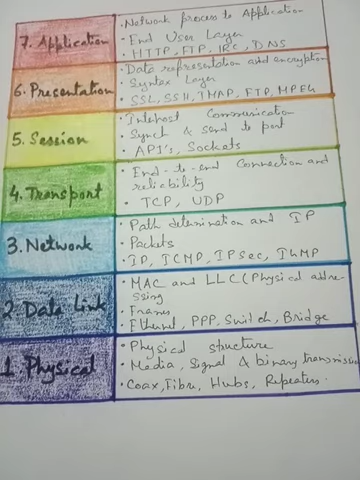 7. Application
• Network process to Application
• End User Layer
• HTTP, FTP, IRC, DNS
6. Presentation
• Data representation and encryption
• Syntax Layer
• SSL, SSH, IMAP, FTP, MPEG
5. Session
• Interhost Communication
• Synch & send to port
• API's, Sockets
4. Transport
• End-to-end Connection and
reliability
• TCP, UDP
3. Network
• Path determination and IP
• Packets
• IP, ICMP, IPSec, IGMP
2. Data Link
• MAC and LLC (Physical addre-
ssing
• Frames
• Ethernet, PPP, Switch, Bridge
1. Physical
• Physical structure
• Media, Signal & binary transmission
• Coax, Fibre, Hubs, Repeaters.